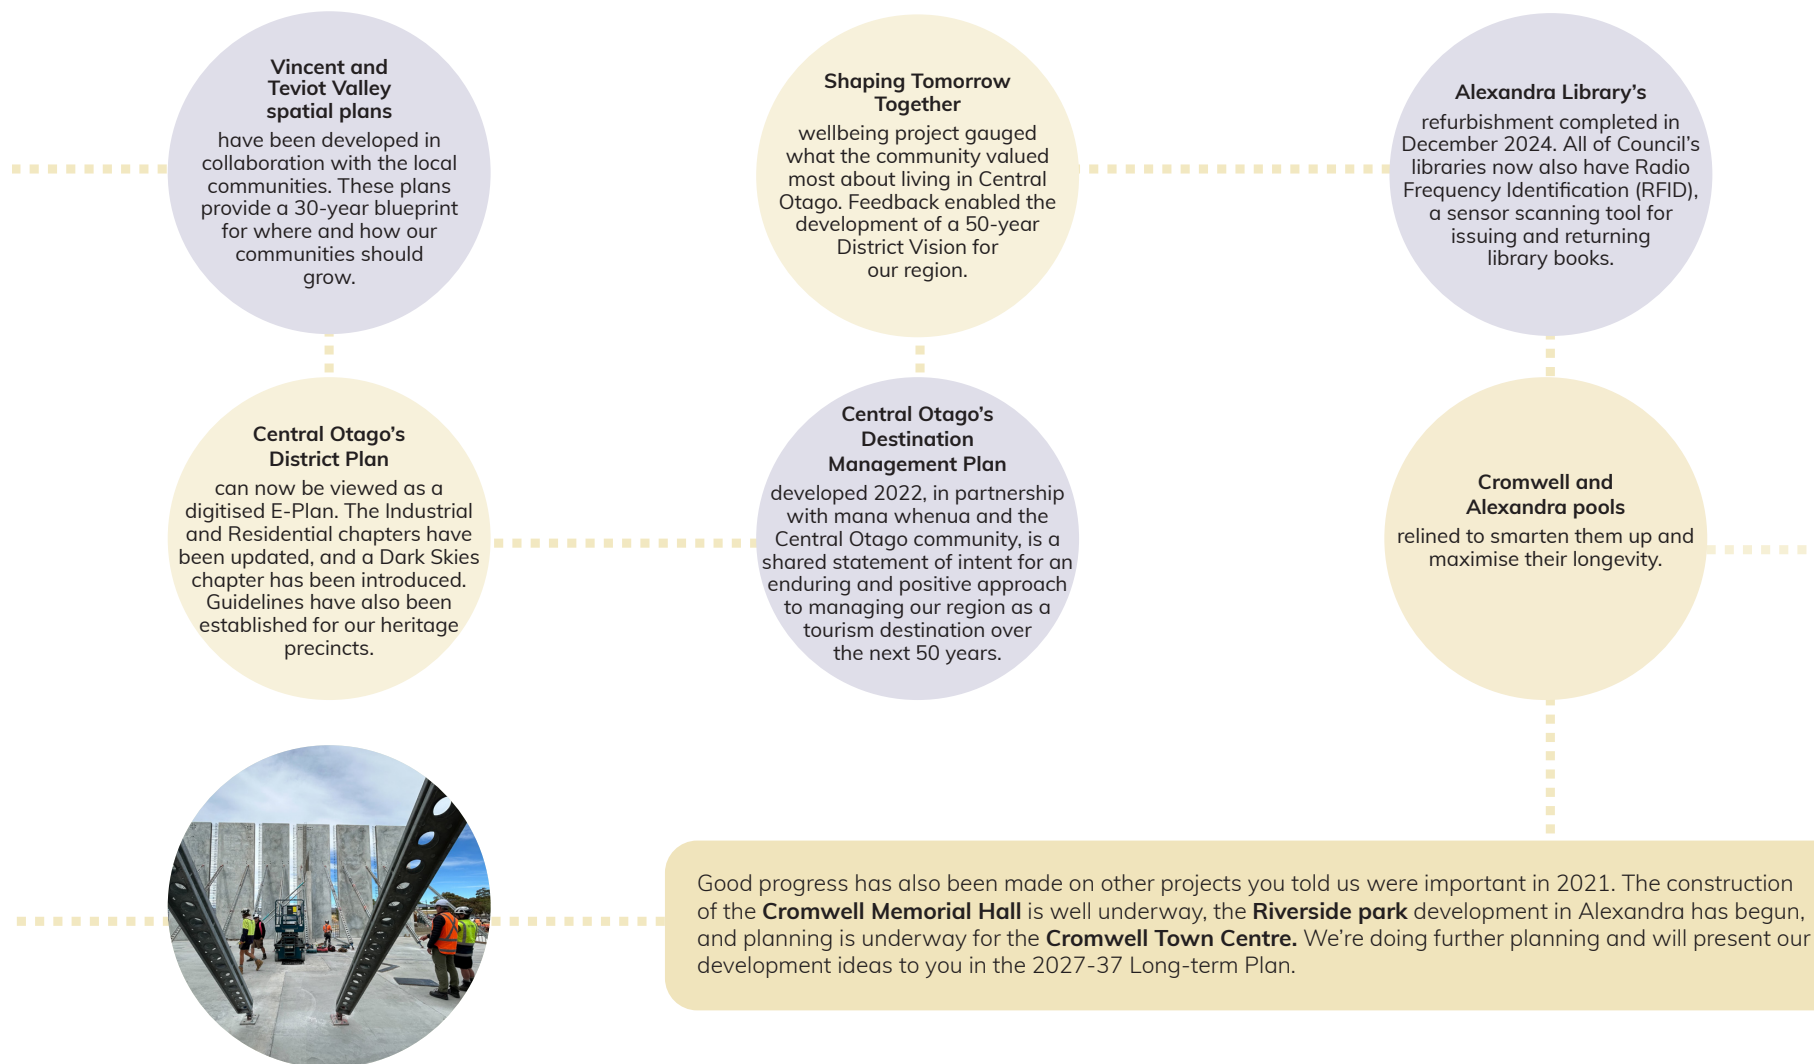 Vincent and
Teviot Valley
spatial plans
have been developed in
collaboration with the local
communities. These plans
provide a 30-year blueprint
for where and how our
communities should
grow.
Shaping Tomorrow
Together
wellbeing project gauged
what the community valued
most about living in Central
Otago. Feedback enabled the
development of a 50-year
District Vision for
our region.
Alexandra Library's
refurbishment completed in
December 2024. All of Council's
libraries now also have Radio
Frequency Identification (RFID),
a sensor scanning tool for
issuing and returning
library books.
Central Otago's
District Plan
can now be viewed as a
digitised E-Plan. The Industrial
and Residential chapters have
been updated, and a Dark Skies
chapter has been introduced.
Guidelines have also been
established for our heritage
precincts.
Central Otago's
Destination
Management Plan
developed 2022, in partnership
with mana whenua and the
Central Otago community, is a
shared statement of intent for an
enduring and positive approach
to managing our region as a
tourism destination over
the next 50 years.
Cromwell and
Alexandra pools
relined to smarten them up and
maximise their longevity.
Good progress has also been made on other projects you told us were important in 2021. The construction
of the Cromwell Memorial Hall is well underway, the Riverside park development in Alexandra has begun,
and planning is underway for the Cromwell Town Centre. We're doing further planning and will present our
development ideas to you in the 2027-37 Long-term Plan.